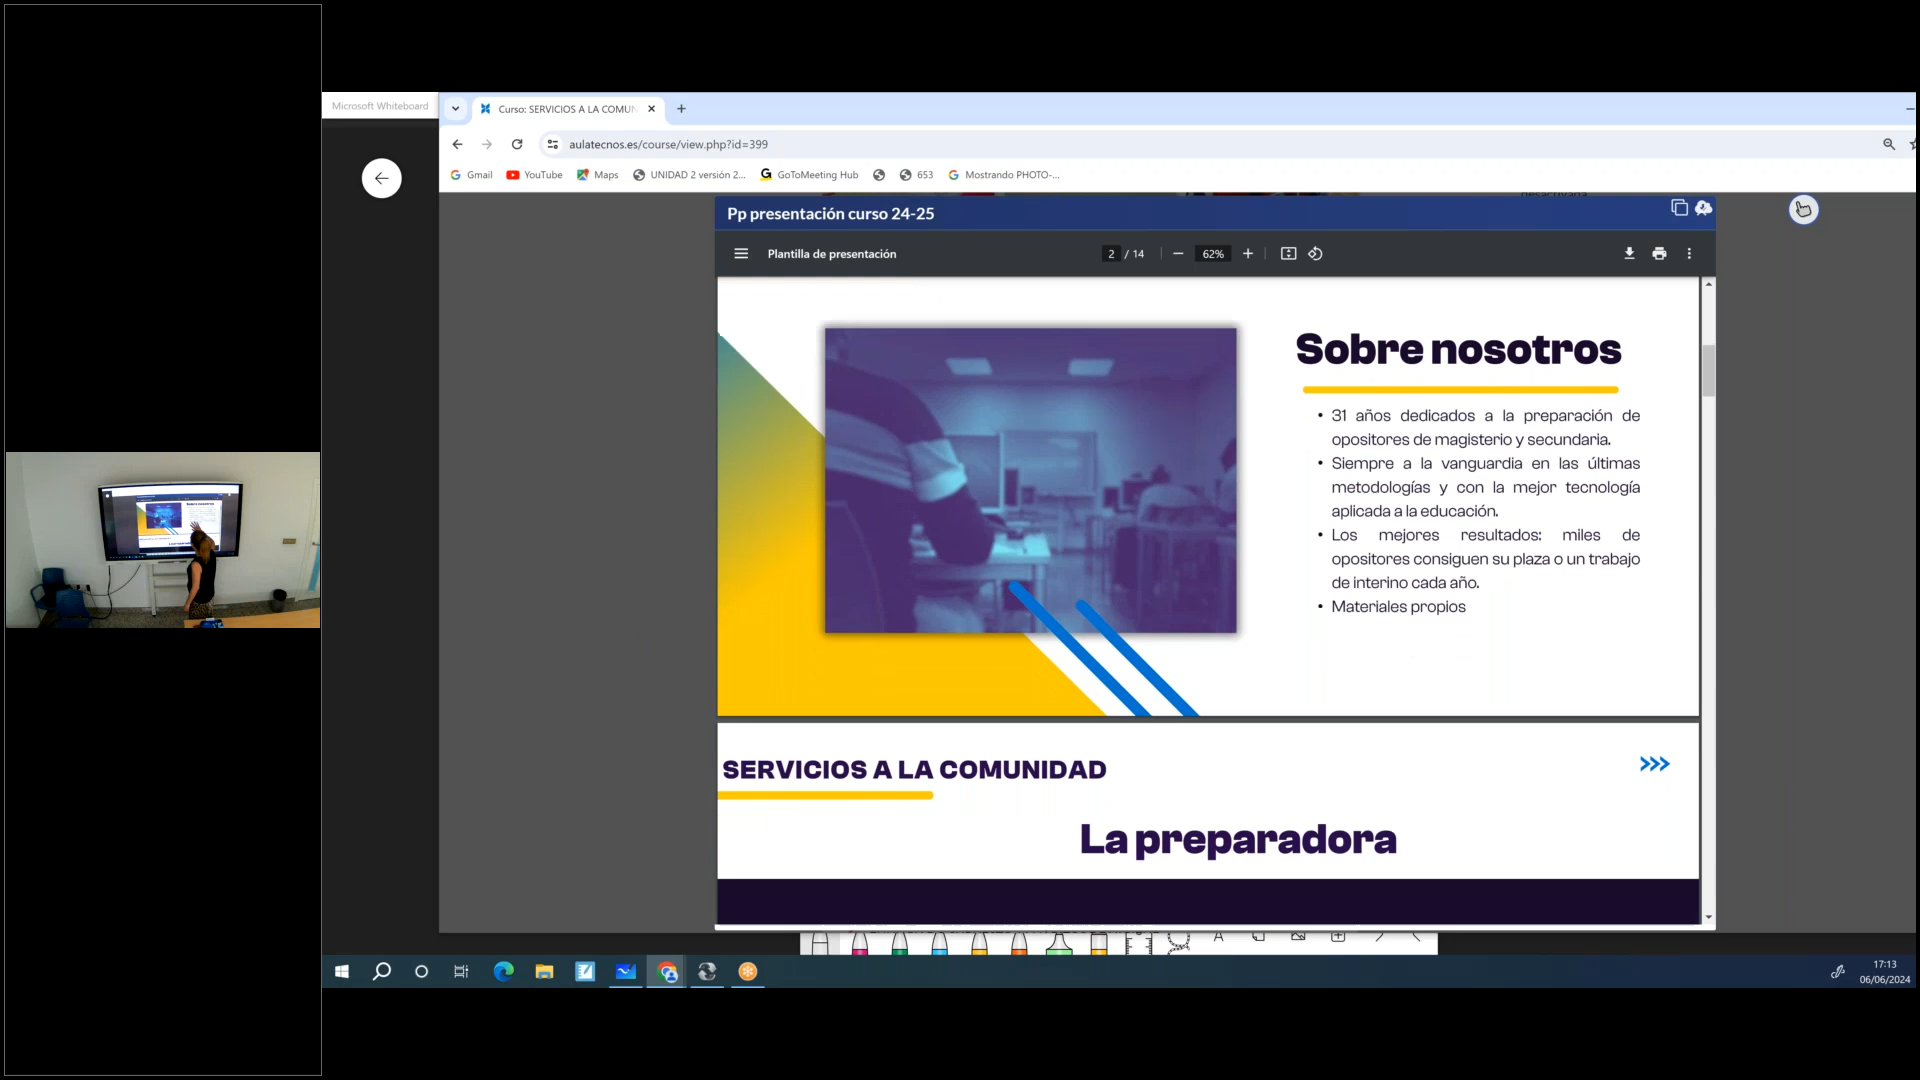 Microsoft Whiteboard
Curso: SERVICIOS A LA COMUN
aulatecnos.es/course/view.php?id=399
Gmail
YouTube
Maps
UNIDAD 2 versión 2...
GoToMeeting Hub
653
Mostrando PHOTO-...
Pp presentación curso 24-25
Plantilla de presentación
2 / 14
62%
Sobre nosotros
• 31 años dedicados a la preparación de
opositores de magisterio y secundaria.
• Siempre a la vanguardia en las últimas
metodologías y con la mejor tecnología
aplicada a la educación.
• Los mejores resultados: miles de
opositores consiguen su plaza o un trabajo
de interino cada año.
• Materiales propios
SERVICIOS A LA COMUNIDAD
La preparadora
17:13
06/06/2024